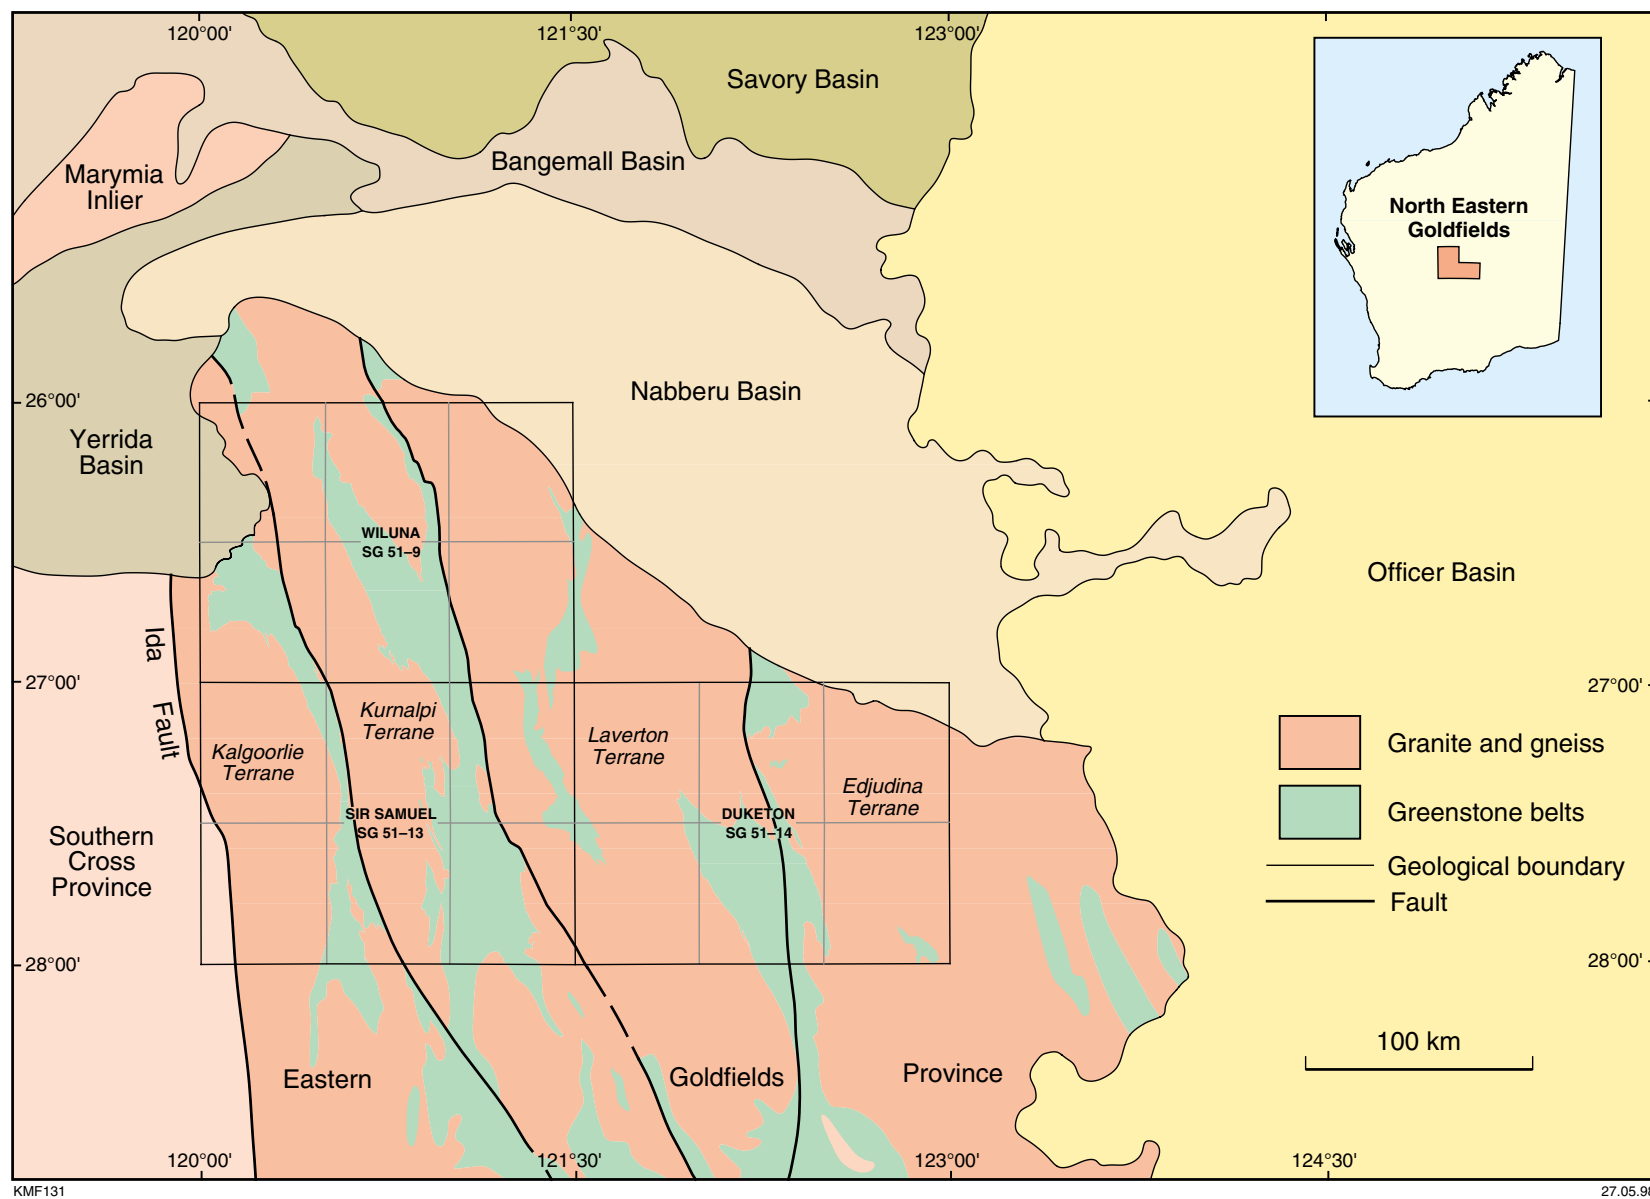 120°00'
121°30'
123°00'
Savory Basin
Bangemall Basin
Marymia
Inlier
North Eastern
Goldfields
Nabberu Basin
26°00'
Yerrida
Basin
WILUNA
SG 51–9
Officer Basin
Ida
Fault
27°00'
27°00'
Kurnalpi
Terrane
Laverton
Terrane
Kalgoorlie
Terrane
Edjudina
Terrane
Granite and gneiss
Greenstone belts
SIR SAMUEL
SG 51–13
DUKETON
SG 51–14
Southern
Cross
Province
Geological boundary
Fault
28°00'
28°00'
100 km
Eastern
Goldfields
Province
120°00'
121°30'
123°00'
124°30'
KMF131